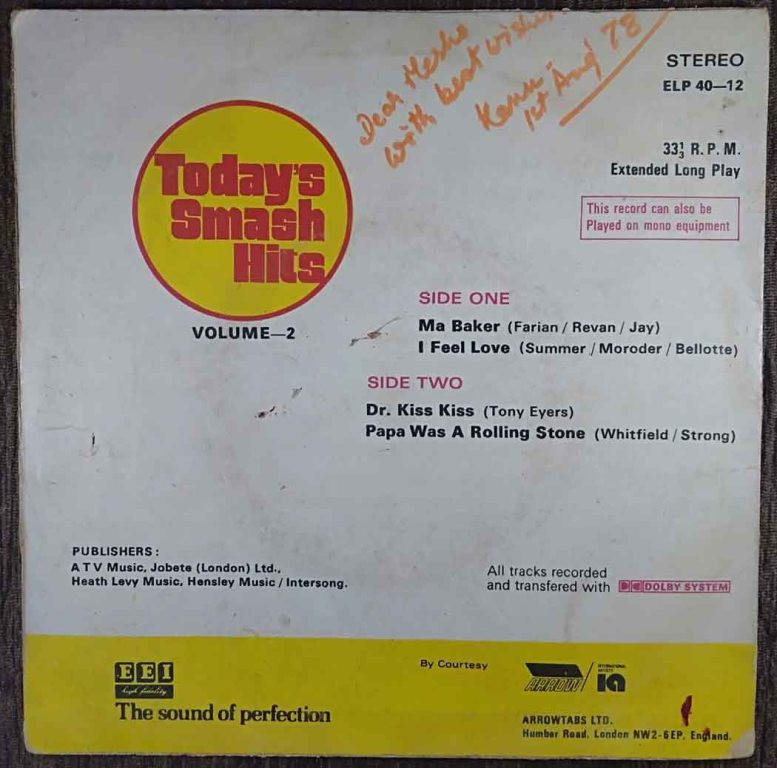 Dear
with best wishes
1st Aug 78
STEREO
ELP 40—12
33⅓ R. P. M.
Extended Long Play
This record can also be
Played on mono equipment
Today's
Smash
Hits
VOLUME—2
SIDE ONE
Ma Baker (Farian / Revan / Jay)
I Feel Love (Summer / Moroder / Bellotte)
SIDE TWO
Dr. Kiss Kiss (Tony Eyers)
Papa Was A Rolling Stone (Whitfield / Strong)
PUBLISHERS :
A T V Music, Jobete (London) Ltd.,
Heath Levy Music, Hensley Music / Intersong.
All tracks recorded
and transfered with DOLBY SYSTEM
EEI
high fidelity
The sound of perfection
By Courtesy
ARROW / INTERNATIONAL ARTISTS ia
ARROWTABS LTD.
Humber Road, London NW2-6EP, England.